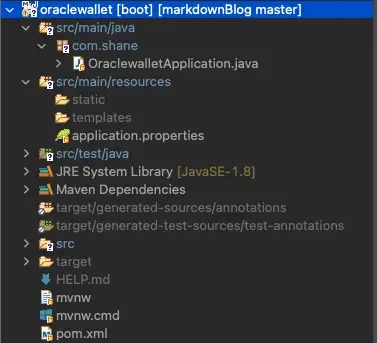 oraclewallet [boot] [markdownBlog master]
src/main/java
com.shane
OraclewalletApplication.java
src/main/resources
static
templates
application.properties
src/test/java
JRE System Library [JavaSE-1.8]
Maven Dependencies
target/generated-sources/annotations
target/generated-test-sources/test-annotations
src
target
HELP.md
mvnw
mvnw.cmd
pom.xml